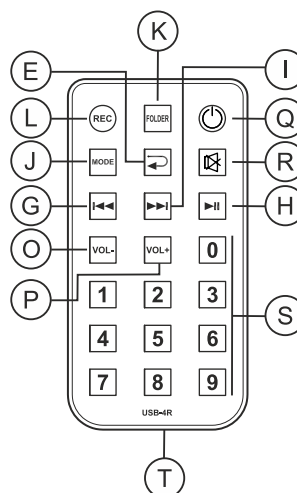 K
E
I
L
REC
FOLDER
Q
J
MODE
R
G
H
O
VOL-
VOL+
0
P
1
2
3
S
4
5
6
7
8
9
USB-4R
T